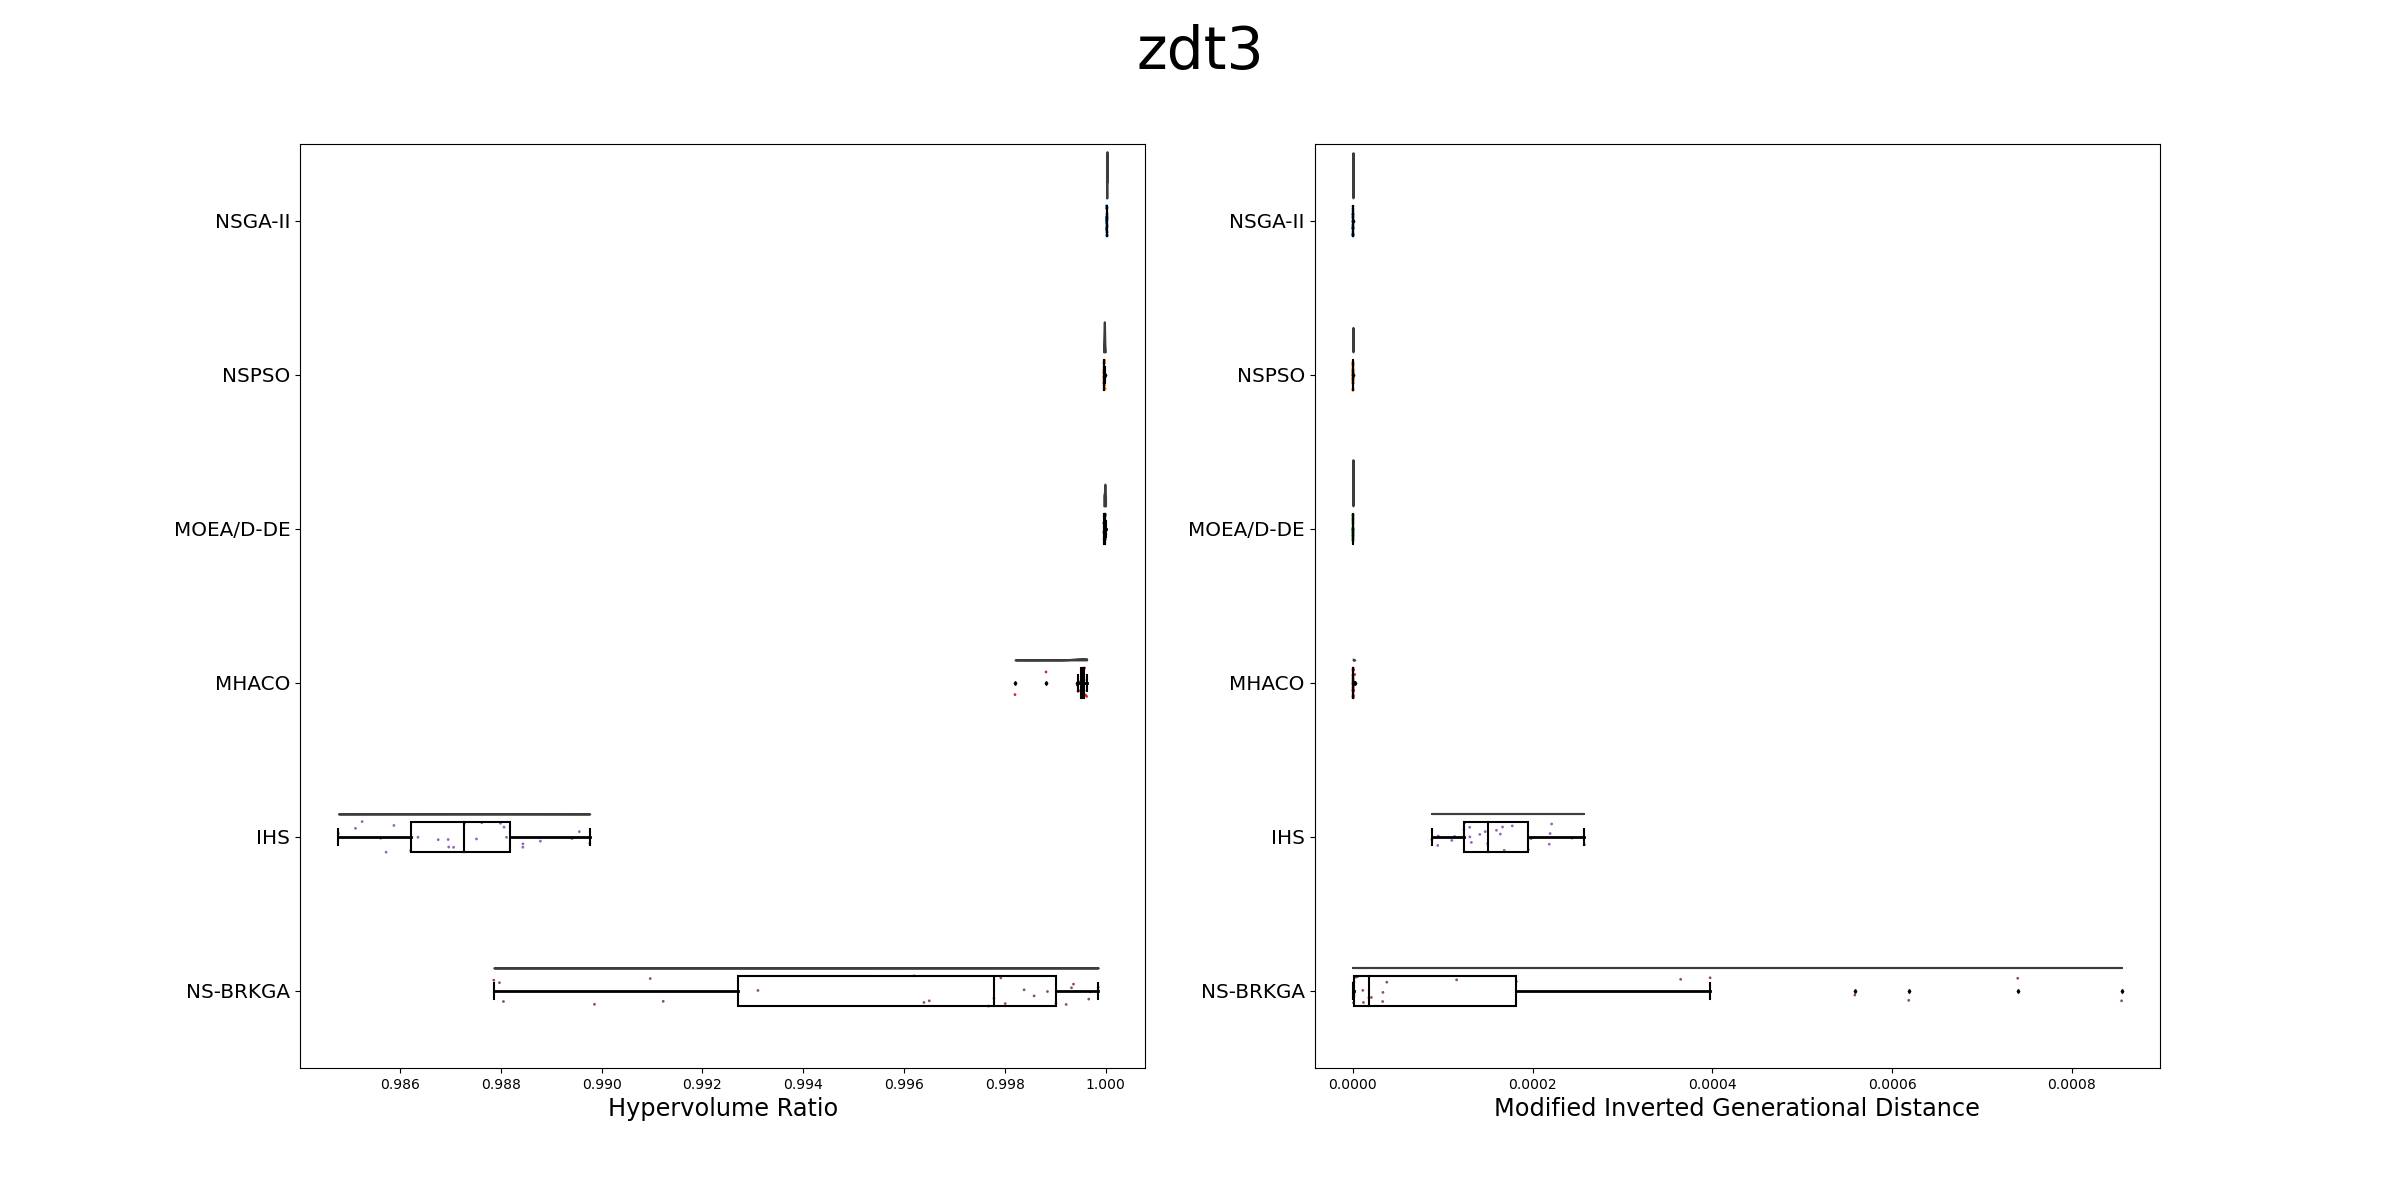 zdt3
NSGA-II
NSPSO
MOEA/D-DE
MHACO
IHS
NS-BRKGA
0.986 0.988 0.990 0.992 0.994 0.996 0.998 1.000
Hypervolume Ratio
NSGA-II
NSPSO
MOEA/D-DE
MHACO
IHS
NS-BRKGA
0.0000 0.0002 0.0004 0.0006 0.0008
Modified Inverted Generational Distance